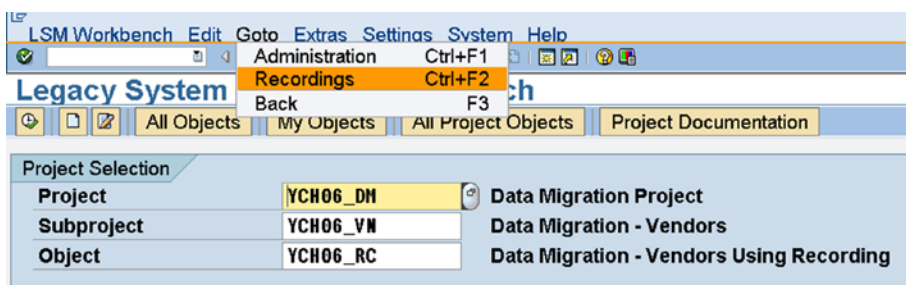 LSM Workbench Edit Goto Extras Settings System Help
Administration Ctrl+F1
Recordings Ctrl+F2
Back F3
Legacy System ch
All Objects My Objects All Project Objects Project Documentation
Project Selection
Project YCH06_DM Data Migration Project
Subproject YCH06_VN Data Migration - Vendors
Object YCH06_RC Data Migration - Vendors Using Recording